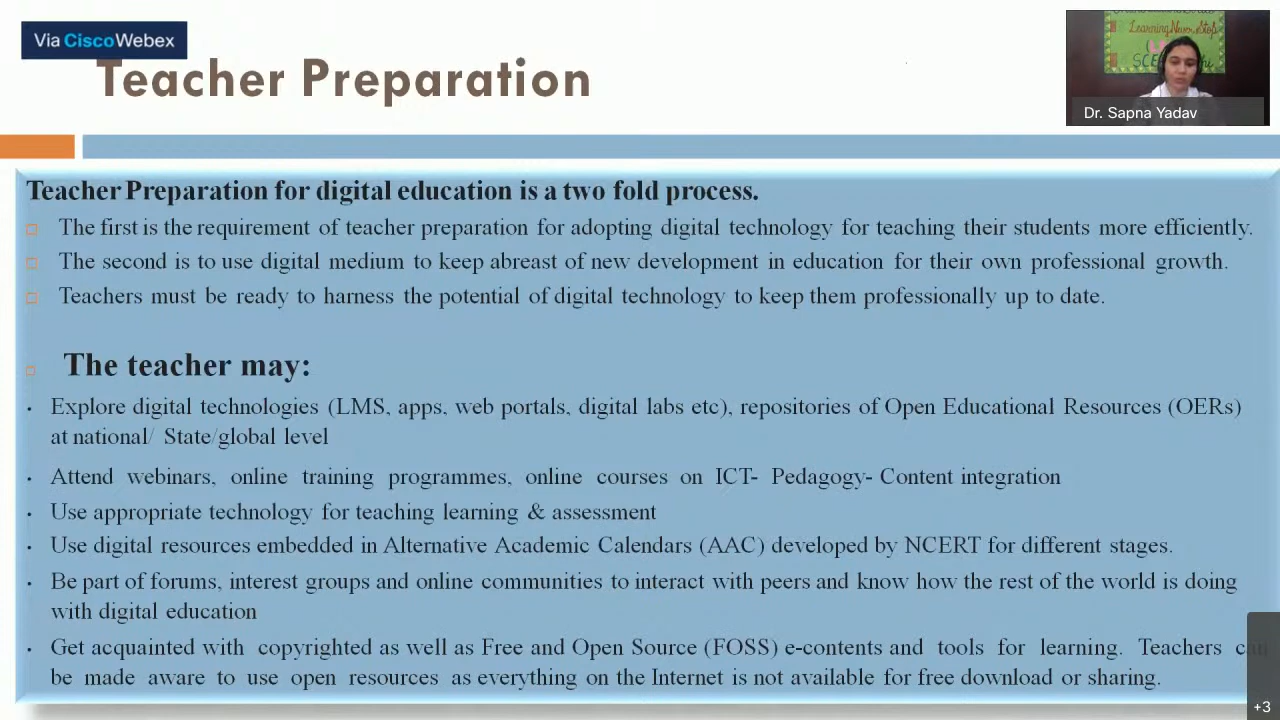 Via Cisco Webex
Teacher Preparation
Learning Never Stop
Dr. Sapna Yadav
Teacher Preparation for digital education is a two fold process.
The first is the requirement of teacher preparation for adopting digital technology for teaching their students more efficiently.
The second is to use digital medium to keep abreast of new development in education for their own professional growth.
Teachers must be ready to harness the potential of digital technology to keep them professionally up to date.
The teacher may:
Explore digital technologies (LMS, apps, web portals, digital labs etc), repositories of Open Educational Resources (OERs)
at national/ State/global level
Attend webinars, online training programmes, online courses on ICT- Pedagogy- Content integration
Use appropriate technology for teaching learning & assessment
Use digital resources embedded in Alternative Academic Calendars (AAC) developed by NCERT for different stages.
Be part of forums, interest groups and online communities to interact with peers and know how the rest of the world is doing
with digital education
Get acquainted with copyrighted as well as Free and Open Source (FOSS) e-contents and tools for learning. Teachers can
be made aware to use open resources as everything on the Internet is not available for free download or sharing.
+3